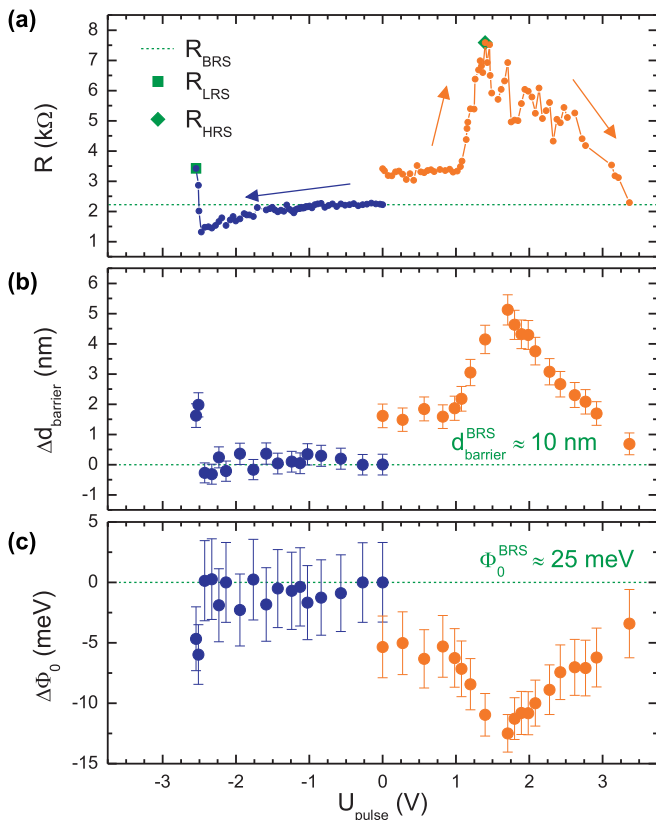 (a)
R_BRS
R_LRS
R_HRS
R (kΩ)
8
7
6
5
4
3
2
1
(b)
Δd_barrier (nm)
6
5
4
3
2
1
0
-1
d_barrier^BRS ≈ 10 nm
(c)
ΔΦ_0 (meV)
5
0
-5
-10
-15
Φ_0^BRS ≈ 25 meV
-3 -2 -1 0 1 2 3
U_pulse (V)